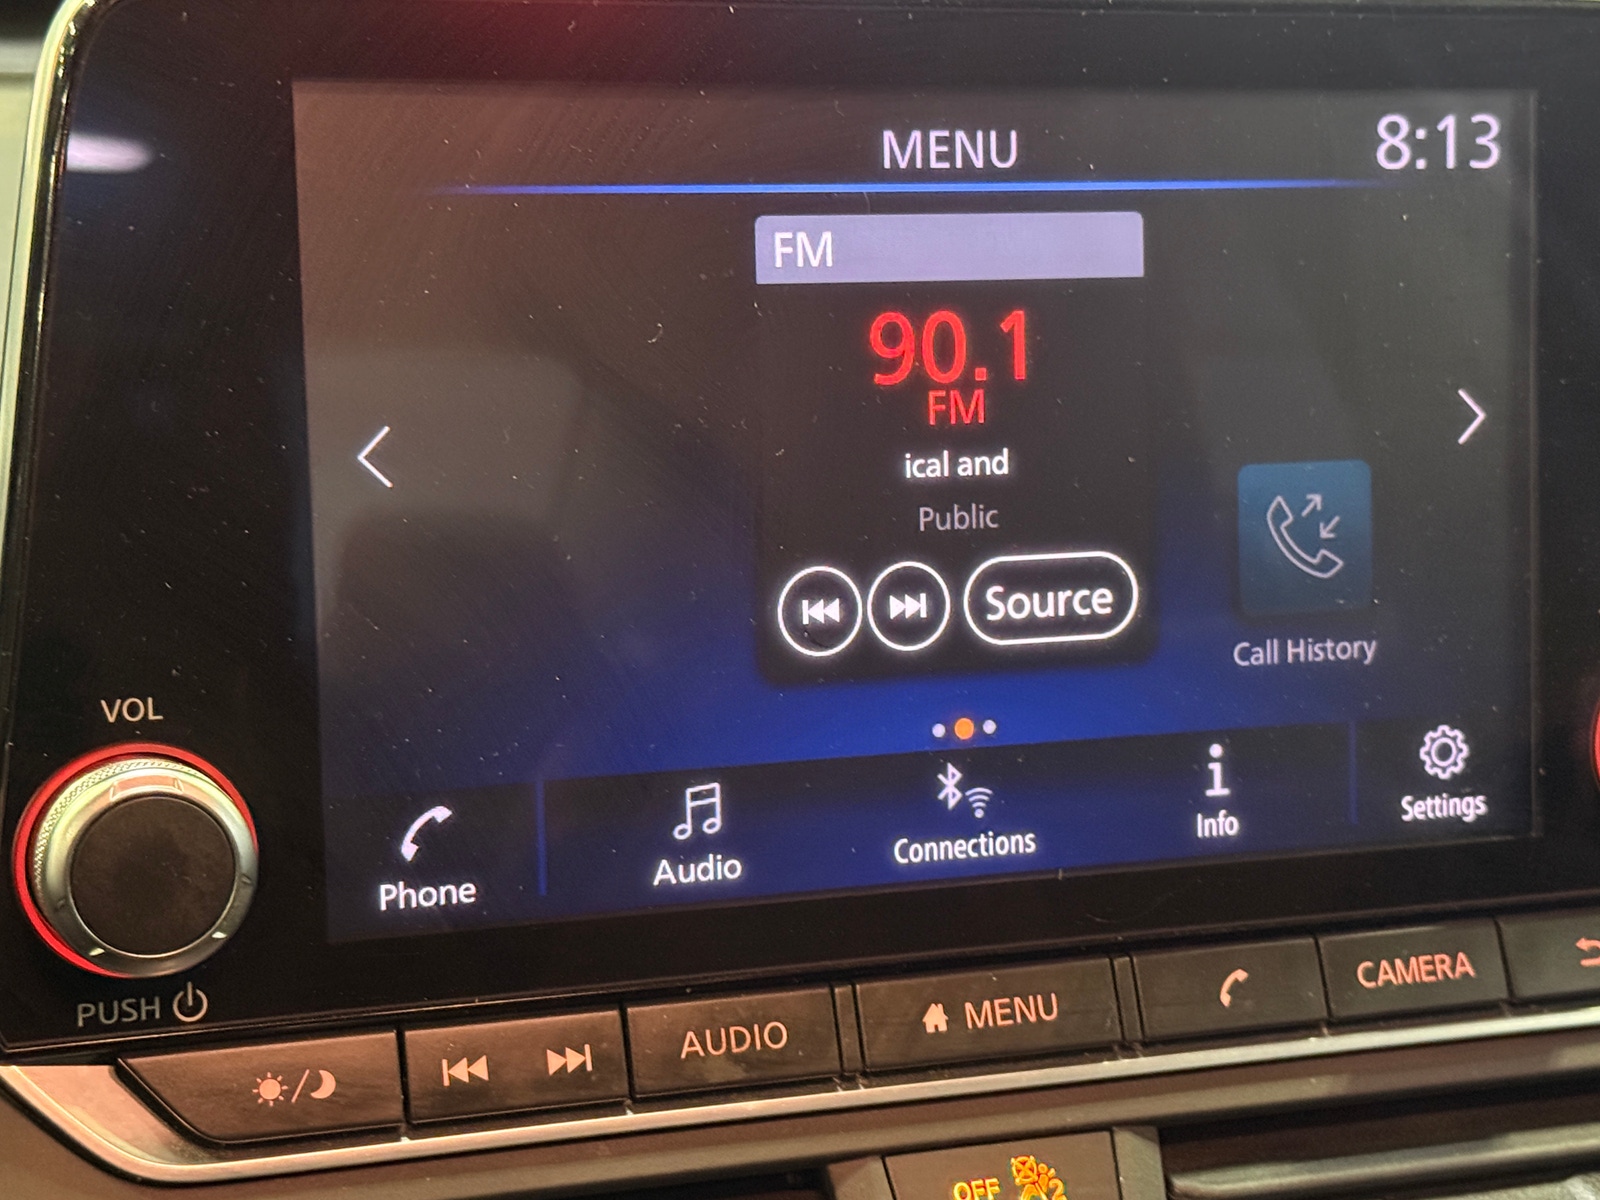 MENU
8:13
FM
90.1
FM
ical and
Public
Source
Call History
VOL
Phone
Audio
Connections
Info
Settings
PUSH
AUDIO
MENU
CAMERA
OFF
2